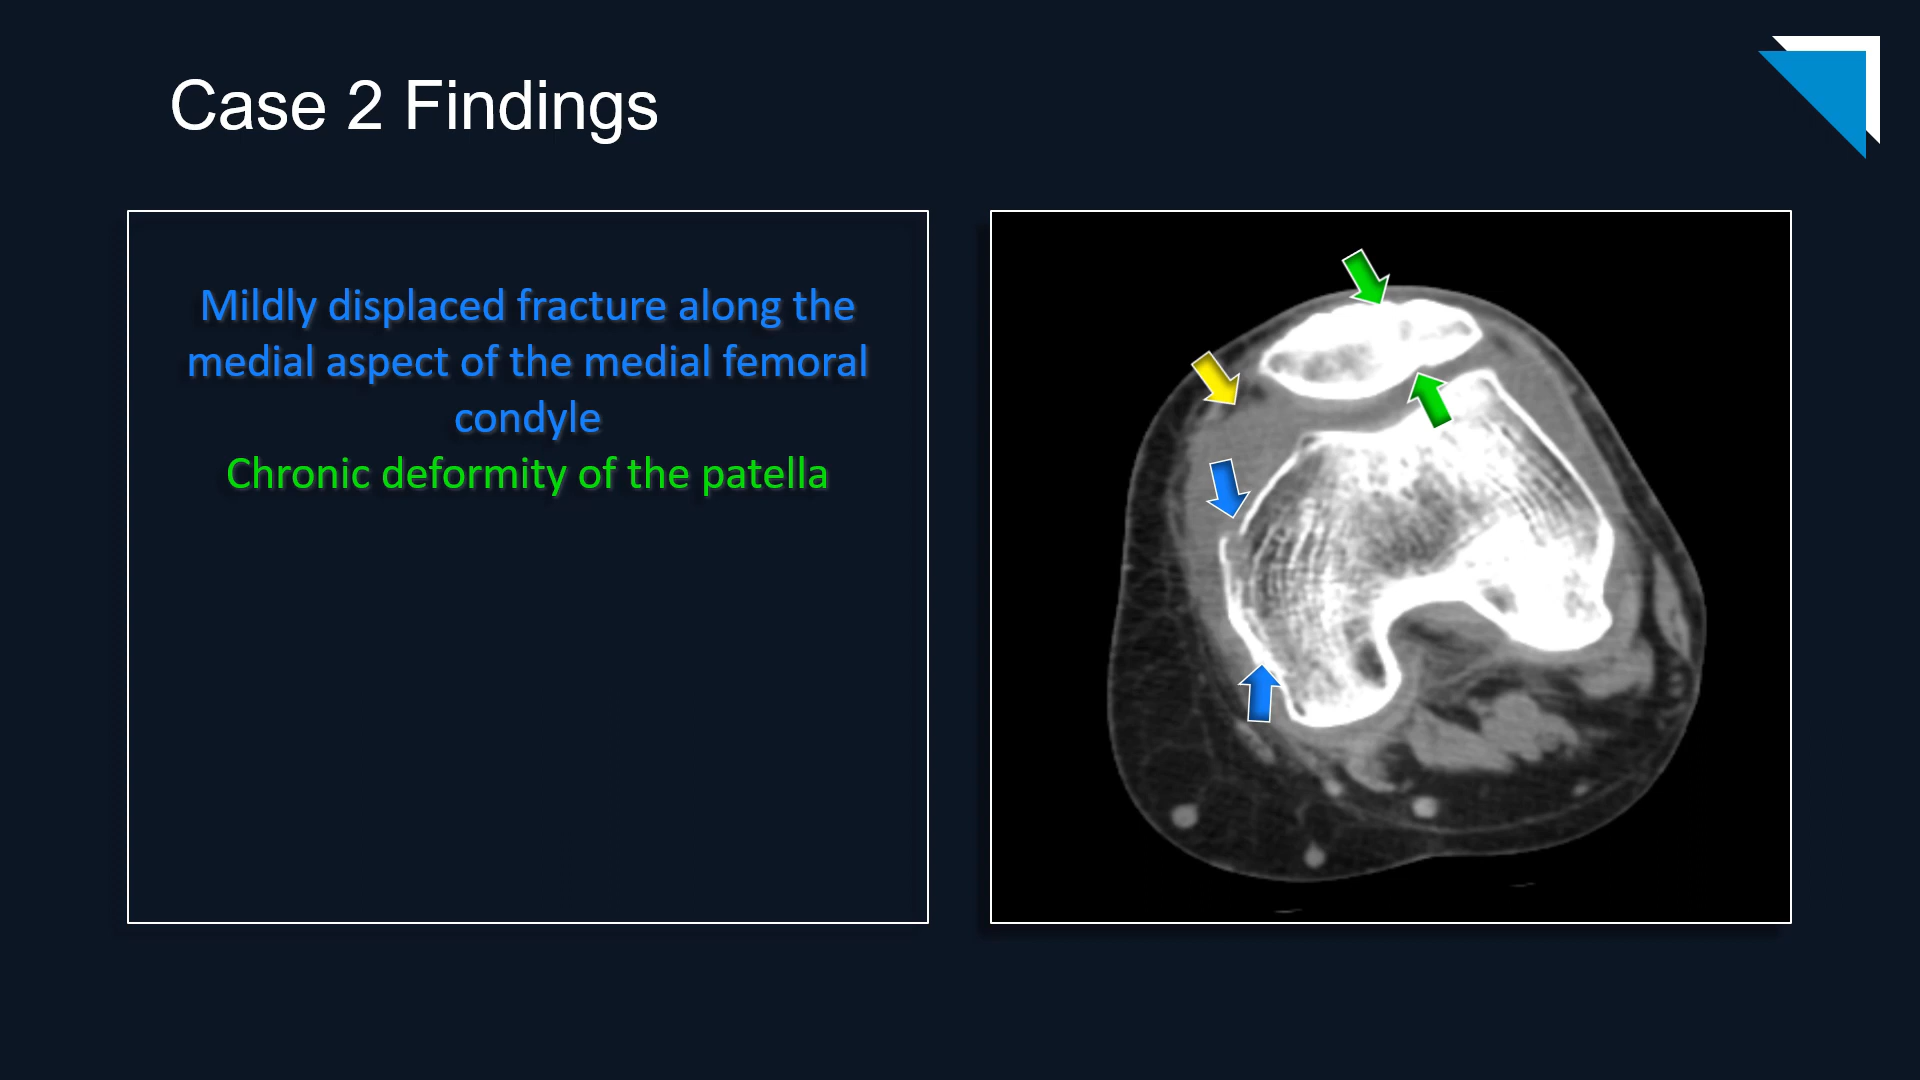 Case 2 Findings
Mildly displaced fracture along the
medial aspect of the medial femoral
condyle
Chronic deformity of the patella